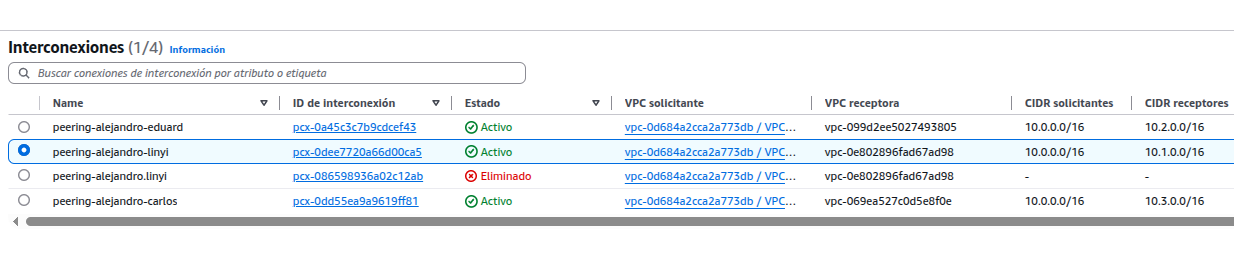 Interconexiones (1/4) Información
Buscar conexiones de interconexión por atributo o etiqueta
Name ID de interconexión Estado VPC solicitante VPC receptora CIDR solicitantes CIDR receptores
peering-alejandro-eduard pcx-0a45c3c7b9cdcef43 Activo vpc-0d684a2cca2a773db / VPC... vpc-099d2ee5027493805 10.0.0.0/16 10.2.0.0/16
peering-alejandro-linyi pcx-0dee7720a66d00ca5 Activo vpc-0d684a2cca2a773db / VPC... vpc-0e802896fad67ad98 10.0.0.0/16 10.1.0.0/16
peering-alejandro.linyi pcx-086598936a02c12ab Eliminado vpc-0d684a2cca2a773db / VPC... vpc-0e802896fad67ad98 - -
peering-alejandro-carlos pcx-0dd55ea9a9619ff81 Activo vpc-0d684a2cca2a773db / VPC... vpc-069ea527c0d5e8f0e 10.0.0.0/16 10.3.0.0/16